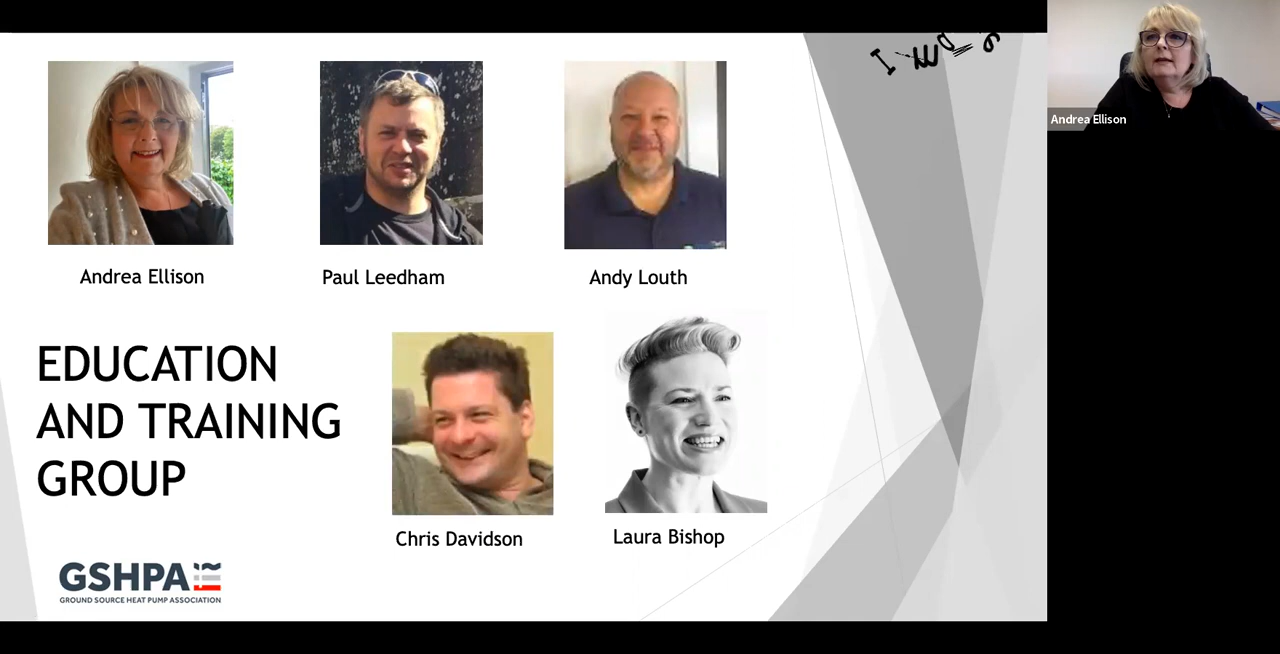 Andrea Ellison
Andrea Ellison
Paul Leedham
Andy Louth
EDUCATION
AND TRAINING
GROUP
Chris Davidson
Laura Bishop
GSHPA
GROUND SOURCE HEAT PUMP ASSOCIATION